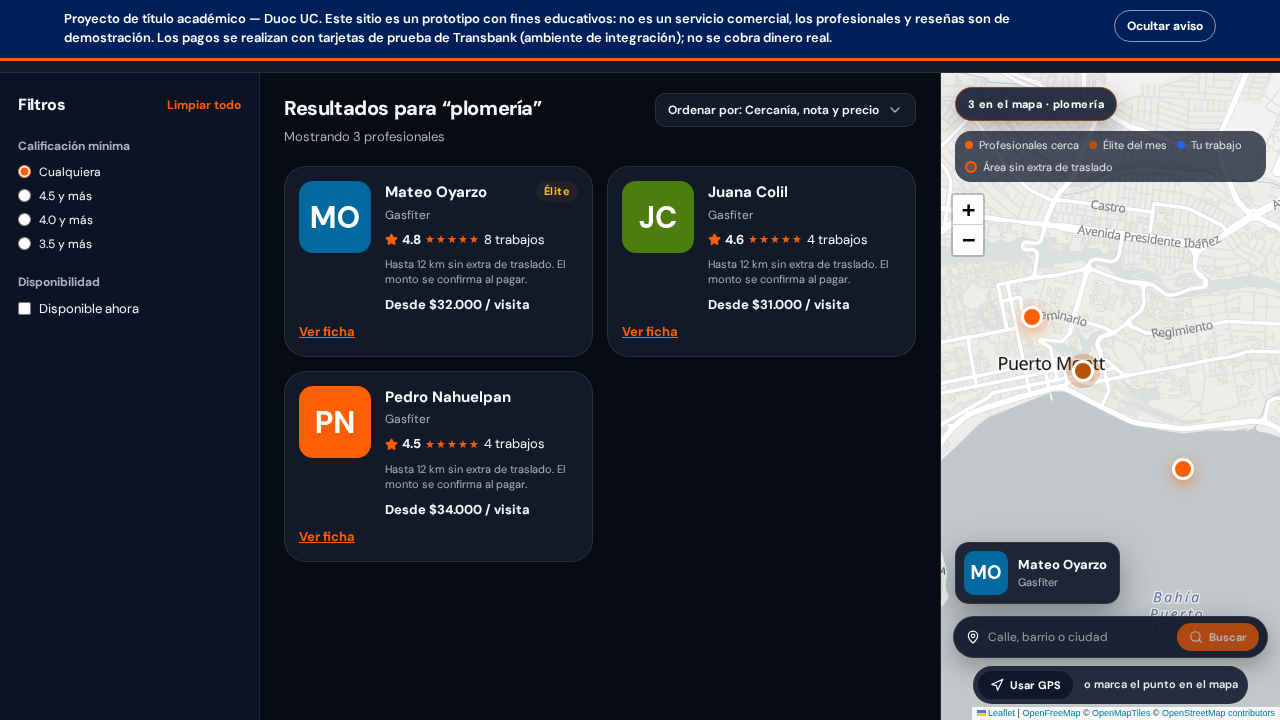 Proyecto de título académico — Duoc UC. Este sitio es un prototipo con fines educativos: no es un servicio comercial, los profesionales y reseñas son de
demostración. Los pagos se realizan con tarjetas de prueba de Transbank (ambiente de integración); no se cobra dinero real.
Ocultar aviso
Filtros
Limpiar todo
Calificación mínima
Cualquiera
4.5 y más
4.0 y más
3.5 y más
Disponibilidad
Disponible ahora
Resultados para “plomería”
Mostrando 3 profesionales
Ordenar por: Cercanía, nota y precio
MO
Mateo Oyarzo
Élite
Gasfíter
4.8 ★★★★★ 8 trabajos
Hasta 12 km sin extra de traslado. El
monto se confirma al pagar.
Desde $32.000 / visita
Ver ficha
JC
Juana Colil
Gasfíter
4.6 ★★★★★ 4 trabajos
Hasta 12 km sin extra de traslado. El
monto se confirma al pagar.
Desde $31.000 / visita
Ver ficha
PN
Pedro Nahuelpan
Gasfíter
4.5 ★★★★★ 4 trabajos
Hasta 12 km sin extra de traslado. El
monto se confirma al pagar.
Desde $34.000 / visita
Ver ficha
3 en el mapa · plomería
Profesionales cerca
Élite del mes
Tu trabajo
Área sin extra de traslado
+
−
Castro
Avenida Presidente Ibáñez
Regimiento
Puerto Montt
MO
Mateo Oyarzo
Gasfíter
Bahía
Puerto
Calle, barrio o ciudad
Buscar
Usar GPS
o marca el punto en el mapa
Leaflet | OpenFreeMap © OpenMapTiles © OpenStreetMap contributors